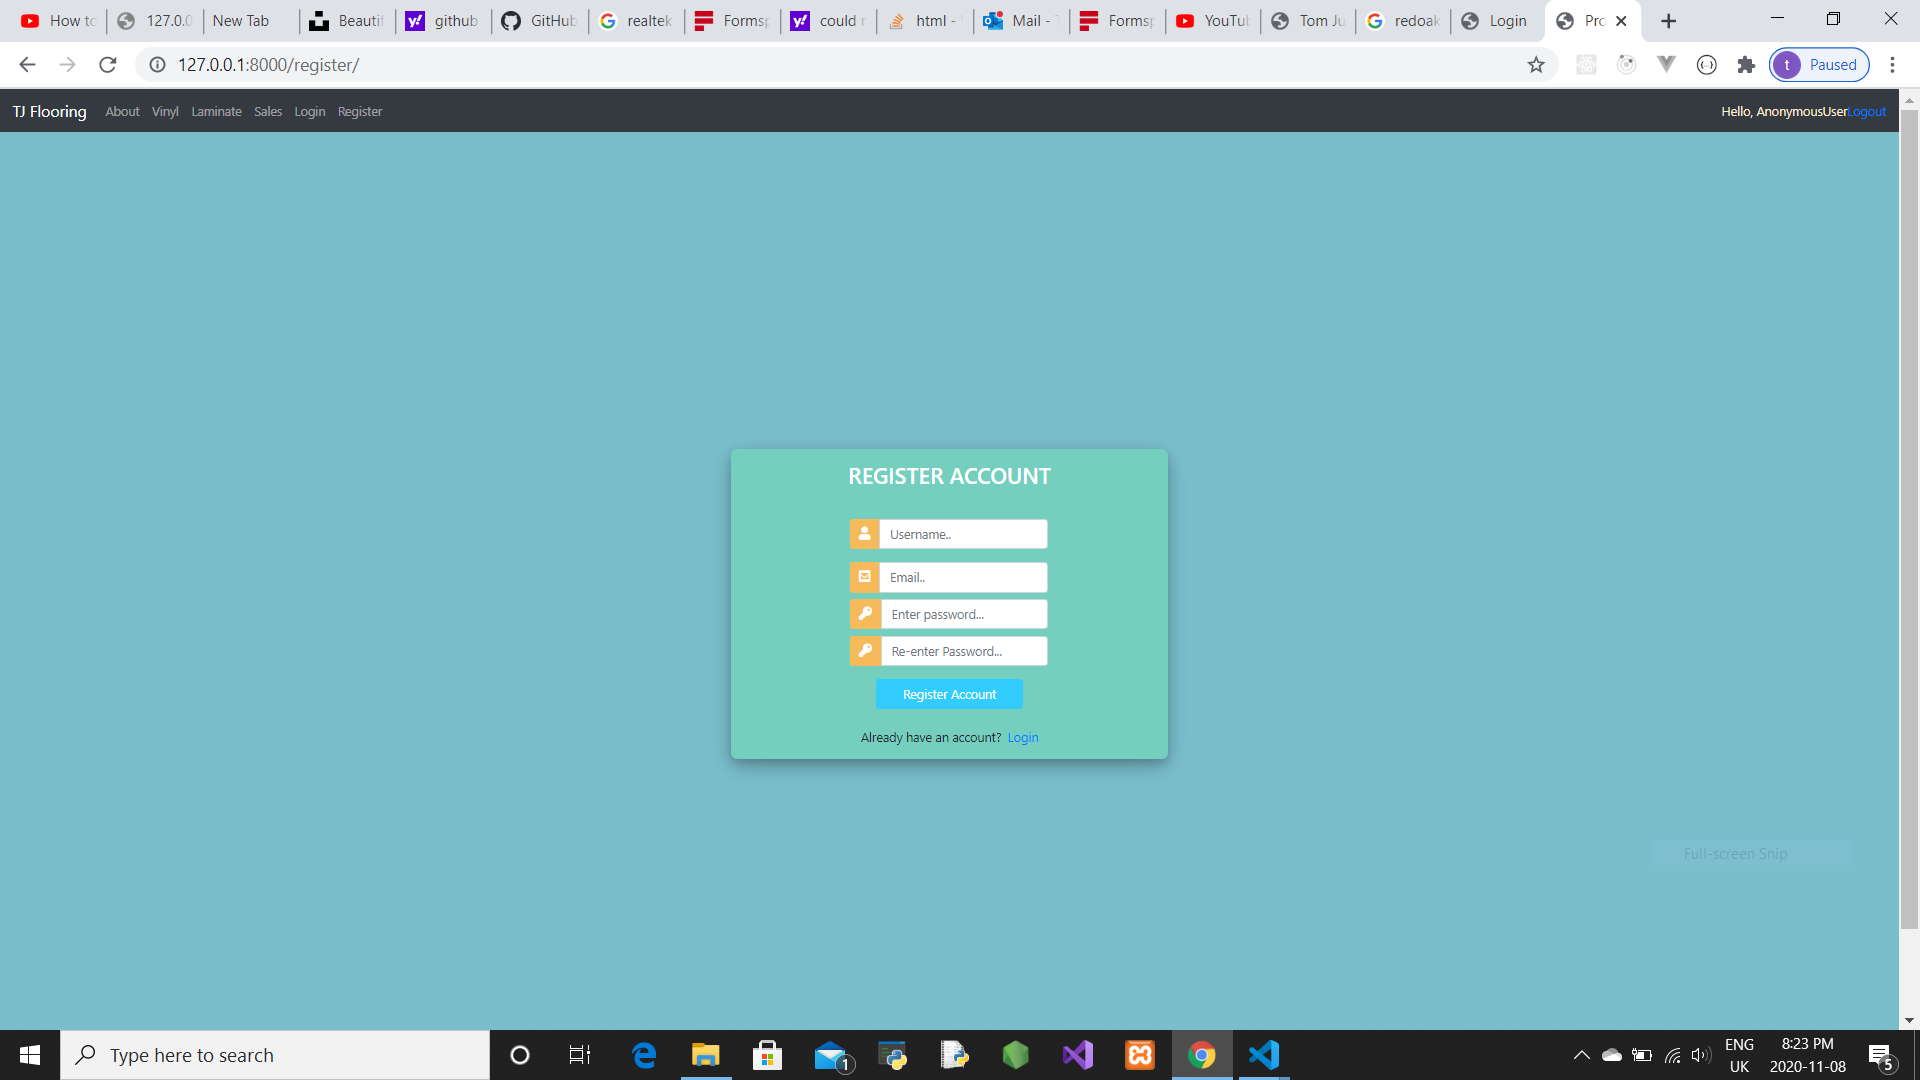 How to
127.0.0
New Tab
Beautif
github
GitHub
realtek
Formsp
could n
html -
Mail - T
Formsp
YouTub
Tom Ju
redoak
Login
Pro
127.0.0.1:8000/register/
t Paused
TJ Flooring About Vinyl Laminate Sales Login Register
Hello, AnonymousUserLogout
REGISTER ACCOUNT
Username..
Email..
Enter password...
Re-enter Password...
Register Account
Already have an account? Login
Full-screen Snip
Type here to search
1
ENG
UK
8:23 PM
2020-11-08
5